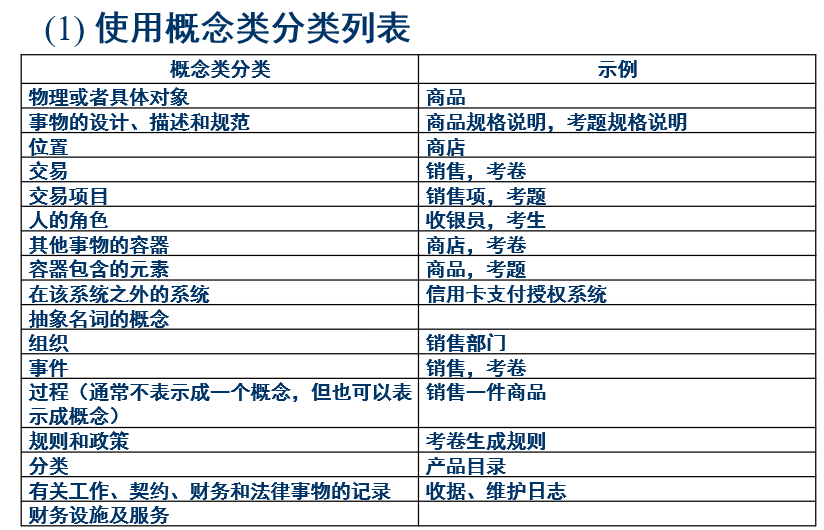 (1) 使用概念类分类列表
概念类分类 示例
物理或者具体对象 商品
事物的设计、描述和规范 商品规格说明，考题规格说明
位置 商店
交易 销售，考卷
交易项目 销售项，考题
人的角色 收银员，考生
其他事物的容器 商店，考卷
容器包含的元素 商品，考题
在该系统之外的系统 信用卡支付授权系统
抽象名词的概念
组织 销售部门
事件 销售，考卷
过程（通常不表示成一个概念，但也可以表 销售一件商品
示成概念）
规则和政策 考卷生成规则
分类 产品目录
有关工作、契约、财务和法律事物的记录 收据、维护日志
财务设施及服务